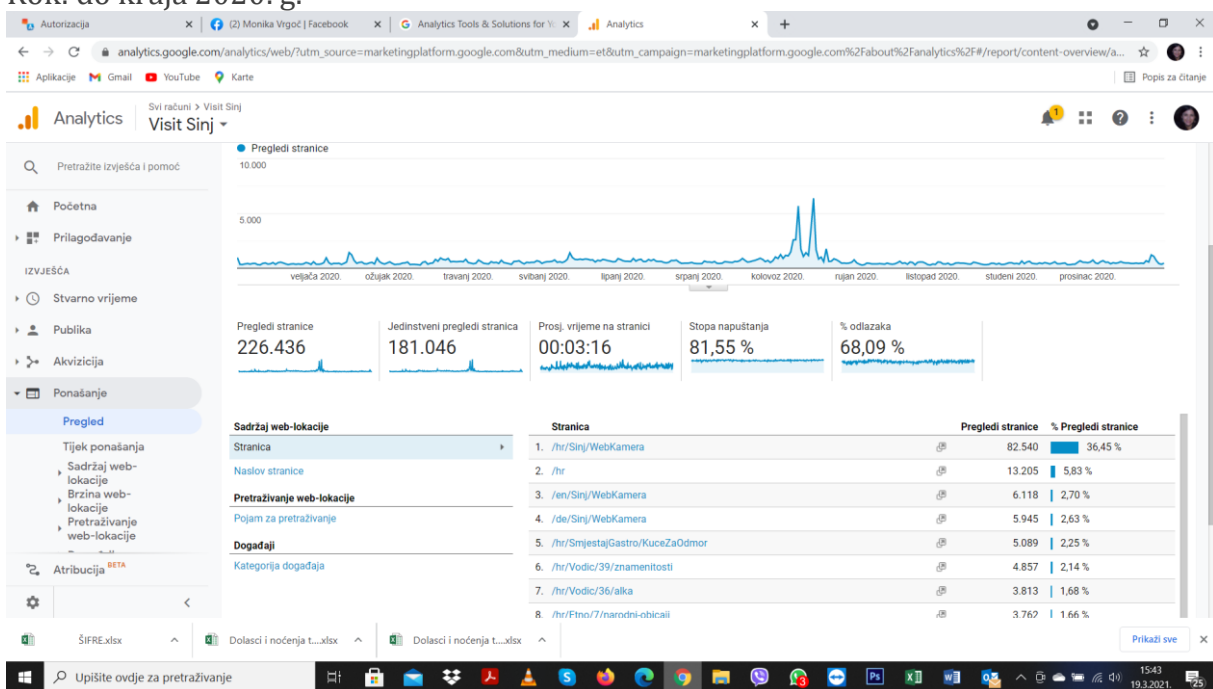 Rok: do kraja 2020. g
Autorizacija
(2) Monika Vrgoč | Facebook
Analytics Tools & Solutions for Yo
Analytics
analytics.google.com/analytics/web/?utm_source=marketingplatform.google.com&utm_medium=et&utm_campaign=marketingplatform.google.com%2Fabout%2Fanalytics%2F#/report/content-overview/a...
Aplikacije
Gmail
YouTube
Karte
Popis za čitanje
Analytics
Svi računi > Visit Sinj
Visit Sinj
1
Pretražite izvješća i pomoć
Početna
Prilagođavanje
IZVJEŠĆA
Stvarno vrijeme
Publika
Akvizicija
Ponašanje
Pregled
Tijek ponašanja
Sadržaj web-
lokacije
Brzina web-
lokacije
Pretraživanje
web-lokacije
Atribucija BETA
Pregledi stranice
10.000
5.000
veljača 2020. ožujak 2020. travanj 2020. svibanj 2020. lipanj 2020. srpanj 2020. kolovoz 2020. rujan 2020. listopad 2020. studeni 2020. prosinac 2020.
Pregledi stranice
226.436
Jedinstveni pregledi stranica
181.046
Prosj. vrijeme na stranici
00:03:16
Stopa napuštanja
81,55 %
% odlazaka
68,09 %
Sadržaj web-lokacije
Stranica
Naslov stranice
Pretraživanje web-lokacije
Pojam za pretraživanje
Događaji
Kategorija događaja
Stranica Pregledi stranice % Pregledi stranice
1. /hr/Sinj/WebKamera 82.540 36,45 %
2. /hr 13.205 5,83 %
3. /en/Sinj/WebKamera 6.118 2,70 %
4. /de/Sinj/WebKamera 5.945 2,63 %
5. /hr/SmjestajGastro/KuceZaOdmor 5.089 2,25 %
6. /hr/Vodic/39/znamenitosti 4.857 2,14 %
7. /hr/Vodic/36/alka 3.813 1,68 %
8. /hr/Etno/7/narodni-obicaji 3.762 1,66 %
ŠIFRE.xlsx
Dolasci i noćenja t....xlsx
Dolasci i noćenja t....xlsx
Prikaži sve
Upišite ovdje za pretraživanje
15:43
19.3.2021.
25